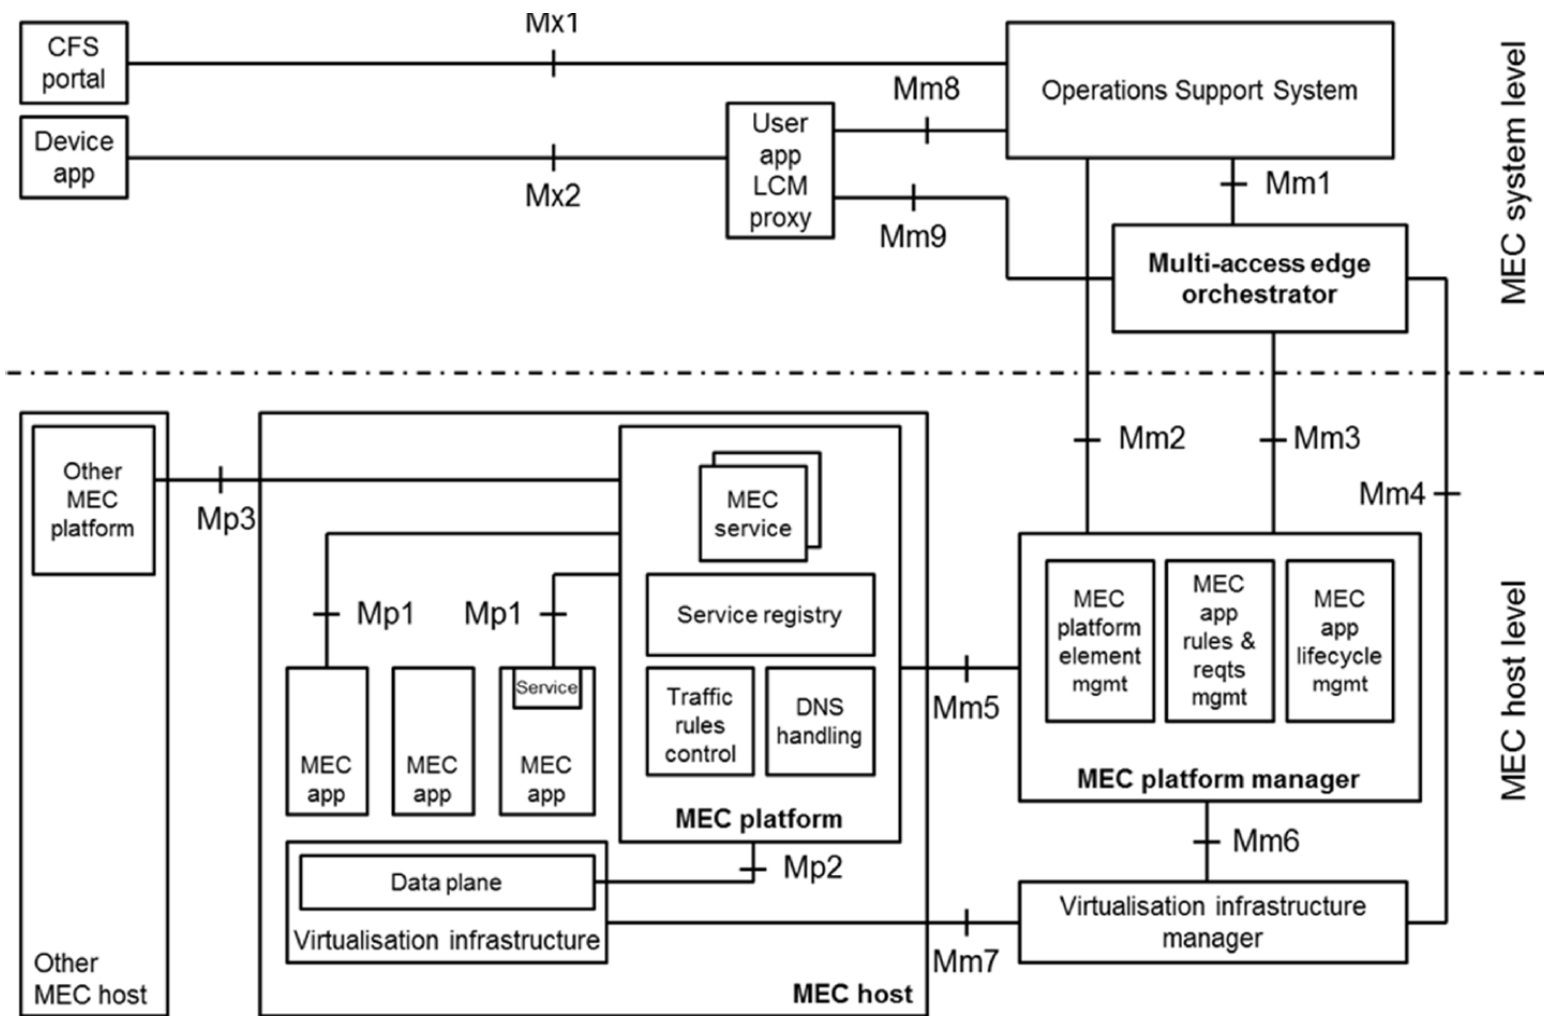 Mx1
CFS
portal
Operations Support System
Mm8
Device
app
User
app
LCM
proxy
Mx2
Mm1
Mm9
Multi-access edge
orchestrator
MEC system level
Other
MEC
platform
Mp3
MEC
service
Mm2
Mm3
Mm4
Mp1
Mp1
Service registry
MEC
platform
element
mgmt
MEC
app
rules &
reqts
mgmt
MEC
app
lifecycle
mgmt
Service
Traffic
rules
control
DNS
handling
Mm5
MEC
app
MEC
app
MEC
app
MEC platform
MEC platform manager
MEC host level
Mp2
Mm6
Data plane
Virtualisation infrastructure
Virtualisation infrastructure
manager
Mm7
Other
MEC host
MEC host